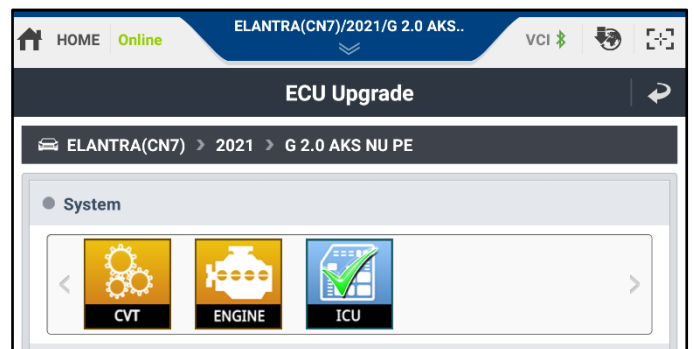 HOME Online
ELANTRA(CN7)/2021/G 2.0 AKS..
VCI
ECU Upgrade
ELANTRA(CN7) > 2021 > G 2.0 AKS NU PE
System
CVT
ENGINE
ICU